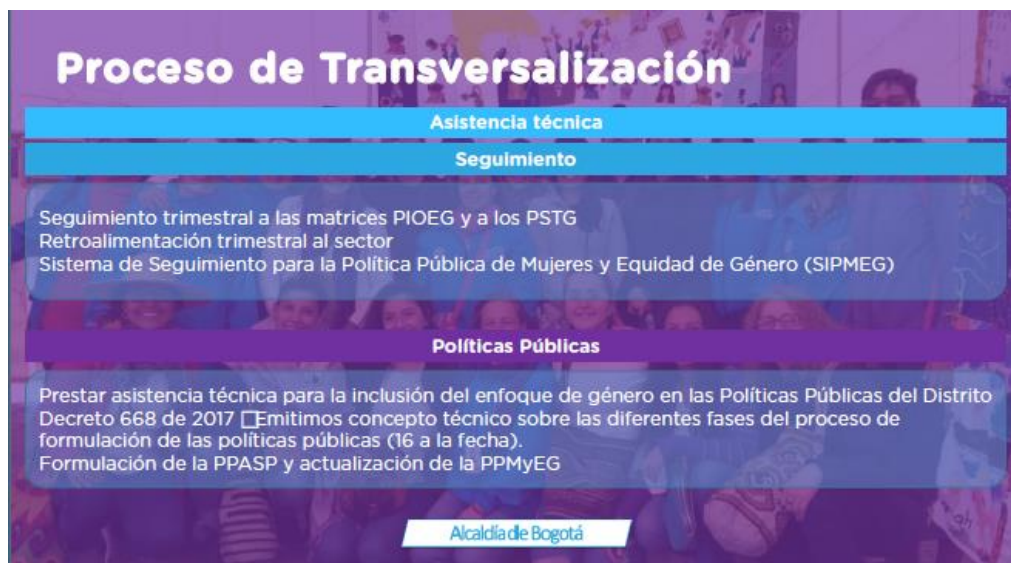 Proceso de Transversalización
Asistencia técnica
Seguimiento
Seguimiento trimestral a las matrices PIOEG y a los PSTG
Retroalimentación trimestral al sector
Sistema de Seguimiento para la Política Pública de Mujeres y Equidad de Género (SIPMEG)
Políticas Públicas
Prestar asistencia técnica para la inclusión del enfoque de género en las Políticas Públicas del Distrito
Decreto 668 de 2017 □Emitimos concepto técnico sobre las diferentes fases del proceso de
formulación de las políticas públicas (16 a la fecha).
Formulación de la PPASP y actualización de la PPMyEG
Alcaldía de Bogotá